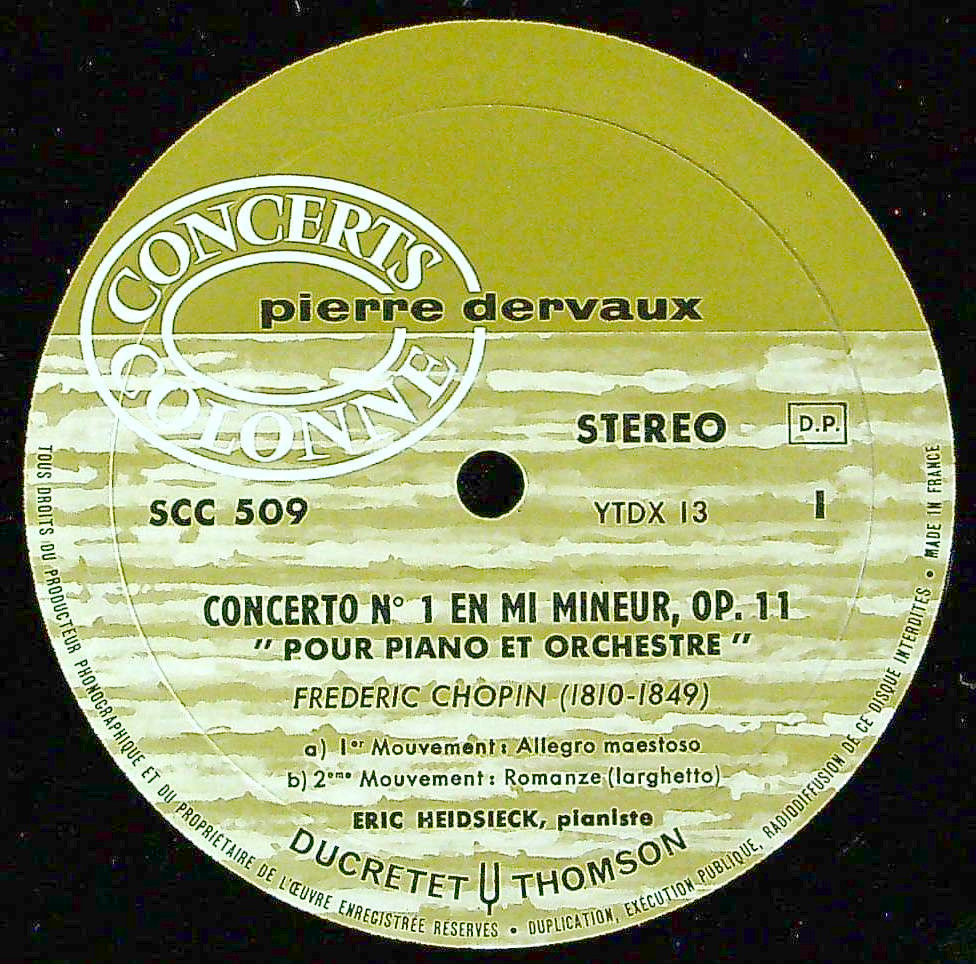 CONCERTS
COLONNE
pierre dervaux
STEREO
D.P.
SCC 509
YTDX 13
I
CONCERTO N° 1 EN MI MINEUR, OP. 11
" POUR PIANO ET ORCHESTRE "
FREDERIC CHOPIN (1810-1849)
a) 1er Mouvement : Allegro maestoso
b) 2eme Mouvement : Romanze (larghetto)
ERIC HEIDSIECK, pianiste
DUCRETET THOMSON
TOUS DROITS DU PRODUCTEUR PHONOGRAPHIQUE ET DU PROPRIÉTAIRE DE L'ŒUVRE ENREGISTRÉE RÉSERVÉS • DUPLICATION, EXÉCUTION PUBLIQUE, RADIODIFFUSION DE CE DISQUE INTERDITES • MADE IN FRANCE